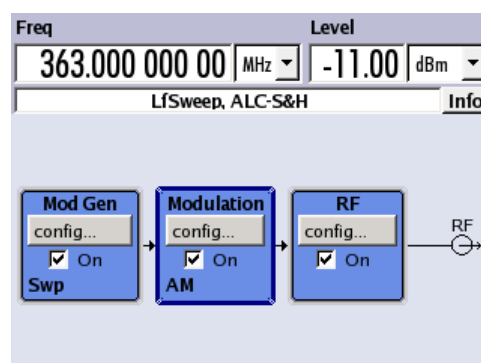 Freq Level
363.000 000 00 MHz -11.00 dBm
LfSweep, ALC-S&H Info
Mod Gen Modulation RF
config... config... config... RF
On On On
Swp AM